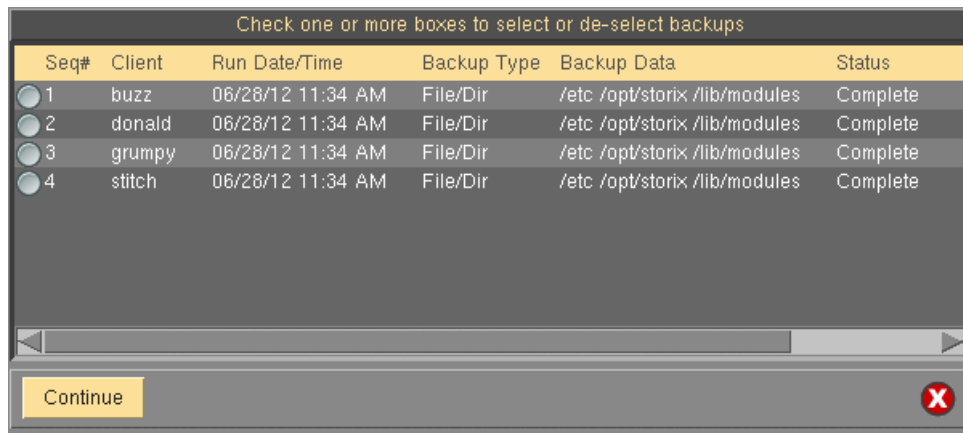 Check one or more boxes to select or de-select backups
Seq# Client Run Date/Time Backup Type Backup Data Status
1 buzz 06/28/12 11:34 AM File/Dir /etc /opt/storix /lib/modules Complete
2 donald 06/28/12 11:34 AM File/Dir /etc /opt/storix /lib/modules Complete
3 grumpy 06/28/12 11:34 AM File/Dir /etc /opt/storix /lib/modules Complete
4 stitch 06/28/12 11:34 AM File/Dir /etc /opt/storix /lib/modules Complete
Continue X